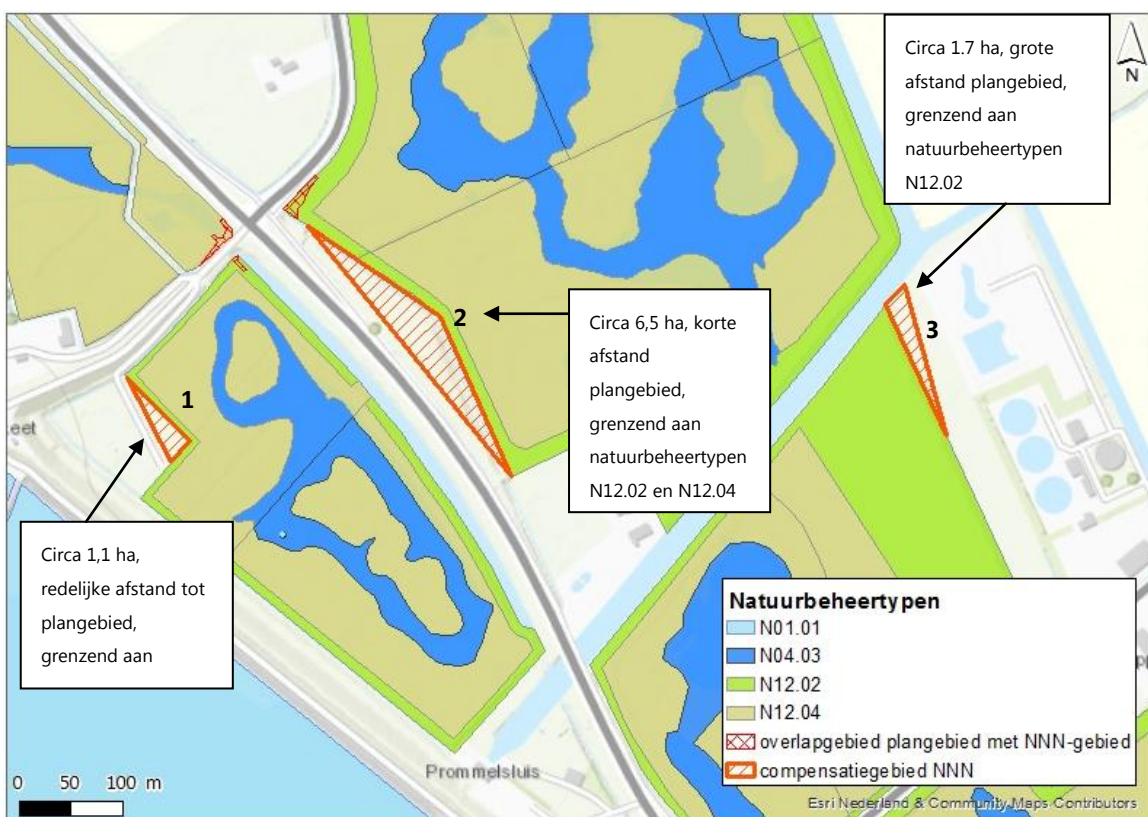 Circa 1.7 ha, grote
afstand plangebied,
grenzend aan
natuurbeheertypen
N12.02
N
2
Circa 6,5 ha, korte
afstand
plangebied,
grenzend aan
natuurbeheertypen
N12.02 en N12.04
3
1
eet
Circa 1,1 ha,
redelijke afstand tot
plangebied,
grenzend aan
Natuurbeheertypen
N01.01
N04.03
N12.02
N12.04
overlapgebied plangebied met NNN-gebied
compensatiegebied NNN
Prommelsluis
0 50 100 m
Esri Nederland & Community Maps Contributors